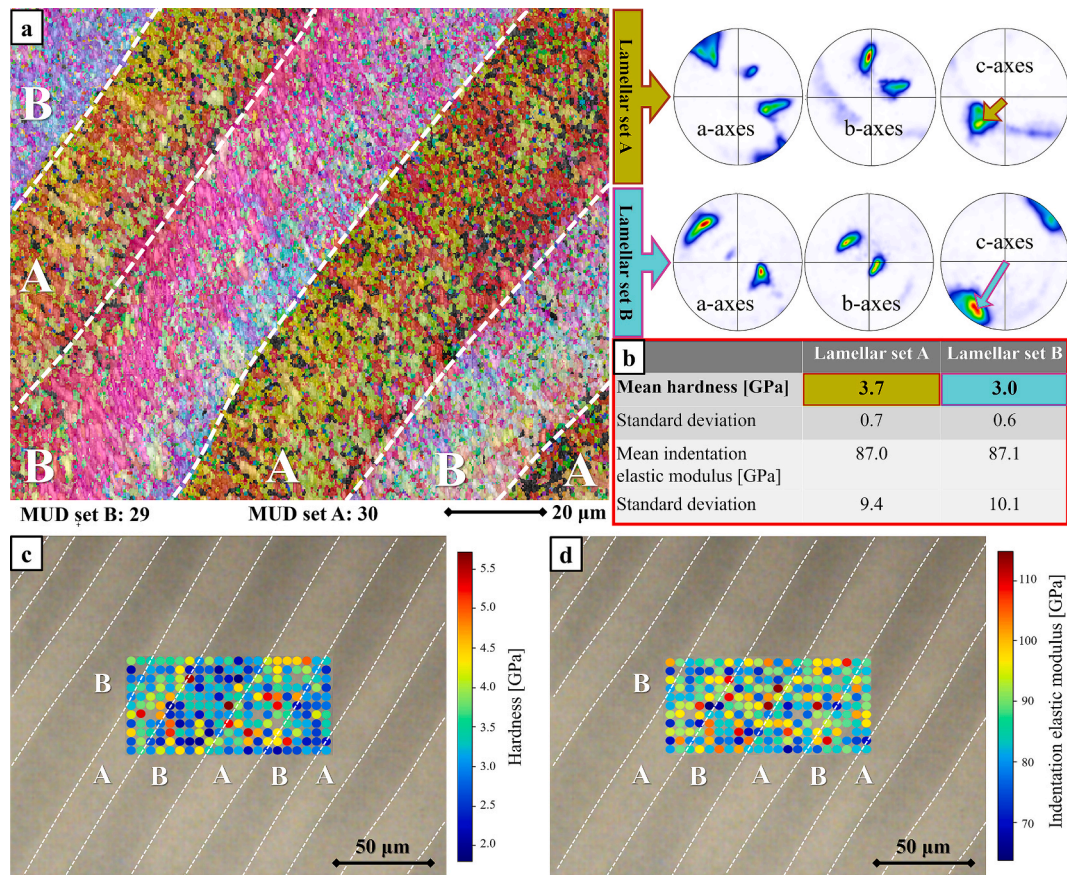 a
B
A
B
A
B
A
MUD set B: 29
MUD set A: 30
20 μm
Lamellar set A
a-axes
b-axes
c-axes
Lamellar set B
a-axes
b-axes
c-axes
b
Lamellar set A Lamellar set B
Mean hardness [GPa] 3.7 3.0
Standard deviation 0.7 0.6
Mean indentation
elastic modulus [GPa] 87.0 87.1
Standard deviation 9.4 10.1
c
B
A B A B A
50 μm
5.5
5.0
4.5
4.0
3.5
3.0
2.5
2.0
Hardness [GPa]
d
B
A B A B A
50 μm
110
100
90
80
70
Indentation elastic modulus [GPa]